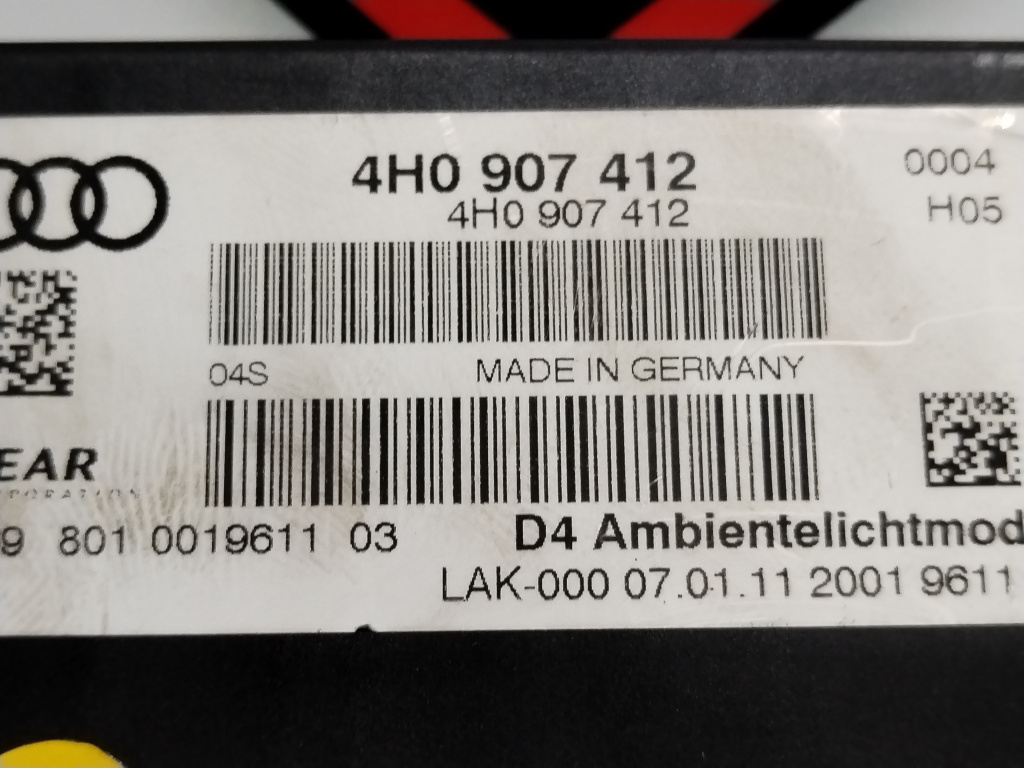 4H0 907 412
0004
4H0 907 412
H05
04S
MADE IN GERMANY
EAR
9 801 0019611 03
D4 Ambientelichtmod
LAK-000 07.01.11 2001 9611